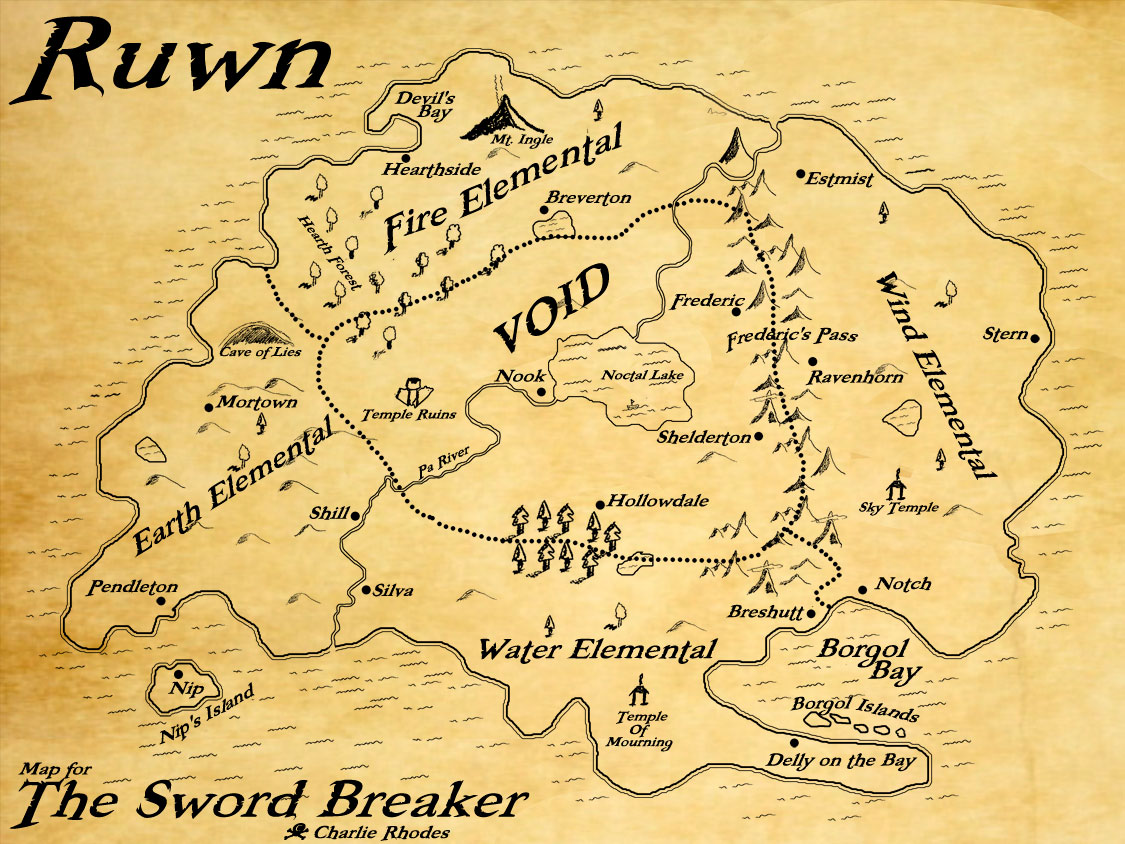 Ruwn
Devil's
Bay
Mt. Ingle
Hearthside
Fire Elemental
Estmist
Breverton
Hearth Forest
VOID
Wind Elemental
Frederic
Frederic's Pass
Stern
Cave of Lies
Nook
Noctal Lake
Ravenhorn
Mortown
Temple Ruins
Shelderton
Earth Elemental
Pa River
Hollowdale
Sky Temple
Shill
Pendleton
Silva
Notch
Breshutt
Water Elemental
Borgol
Bay
Nip
Nip's Island
Temple
Of
Mourning
Borgol Islands
Delly on the Bay
Map for
The Sword Breaker
Charlie Rhodes